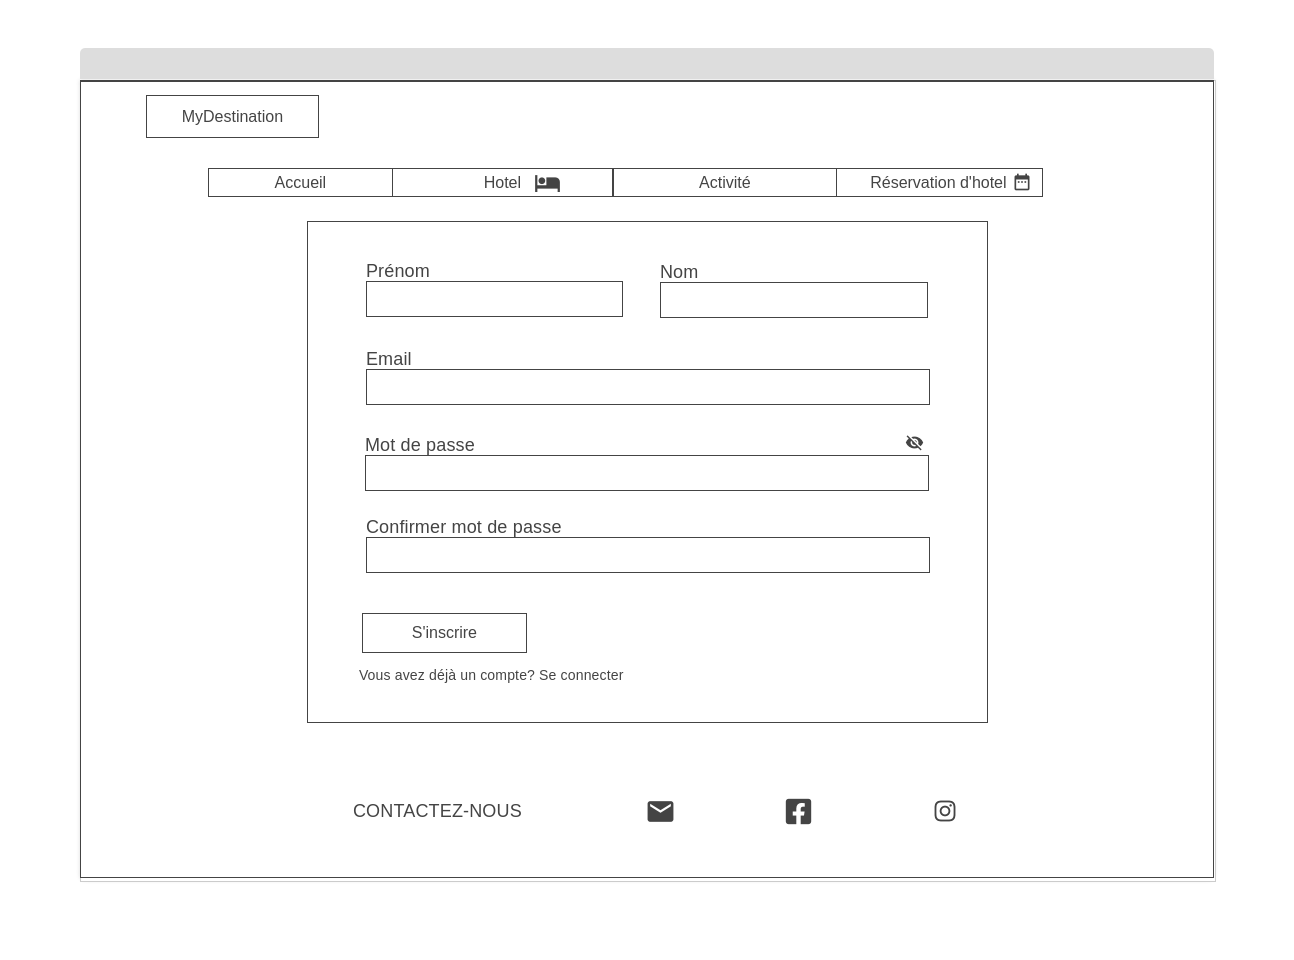 MyDestination
Accueil Hotel Activité Réservation d'hotel
Prénom Nom
Email
Mot de passe
Confirmer mot de passe
S'inscrire
Vous avez déjà un compte? Se connecter
CONTACTEZ-NOUS